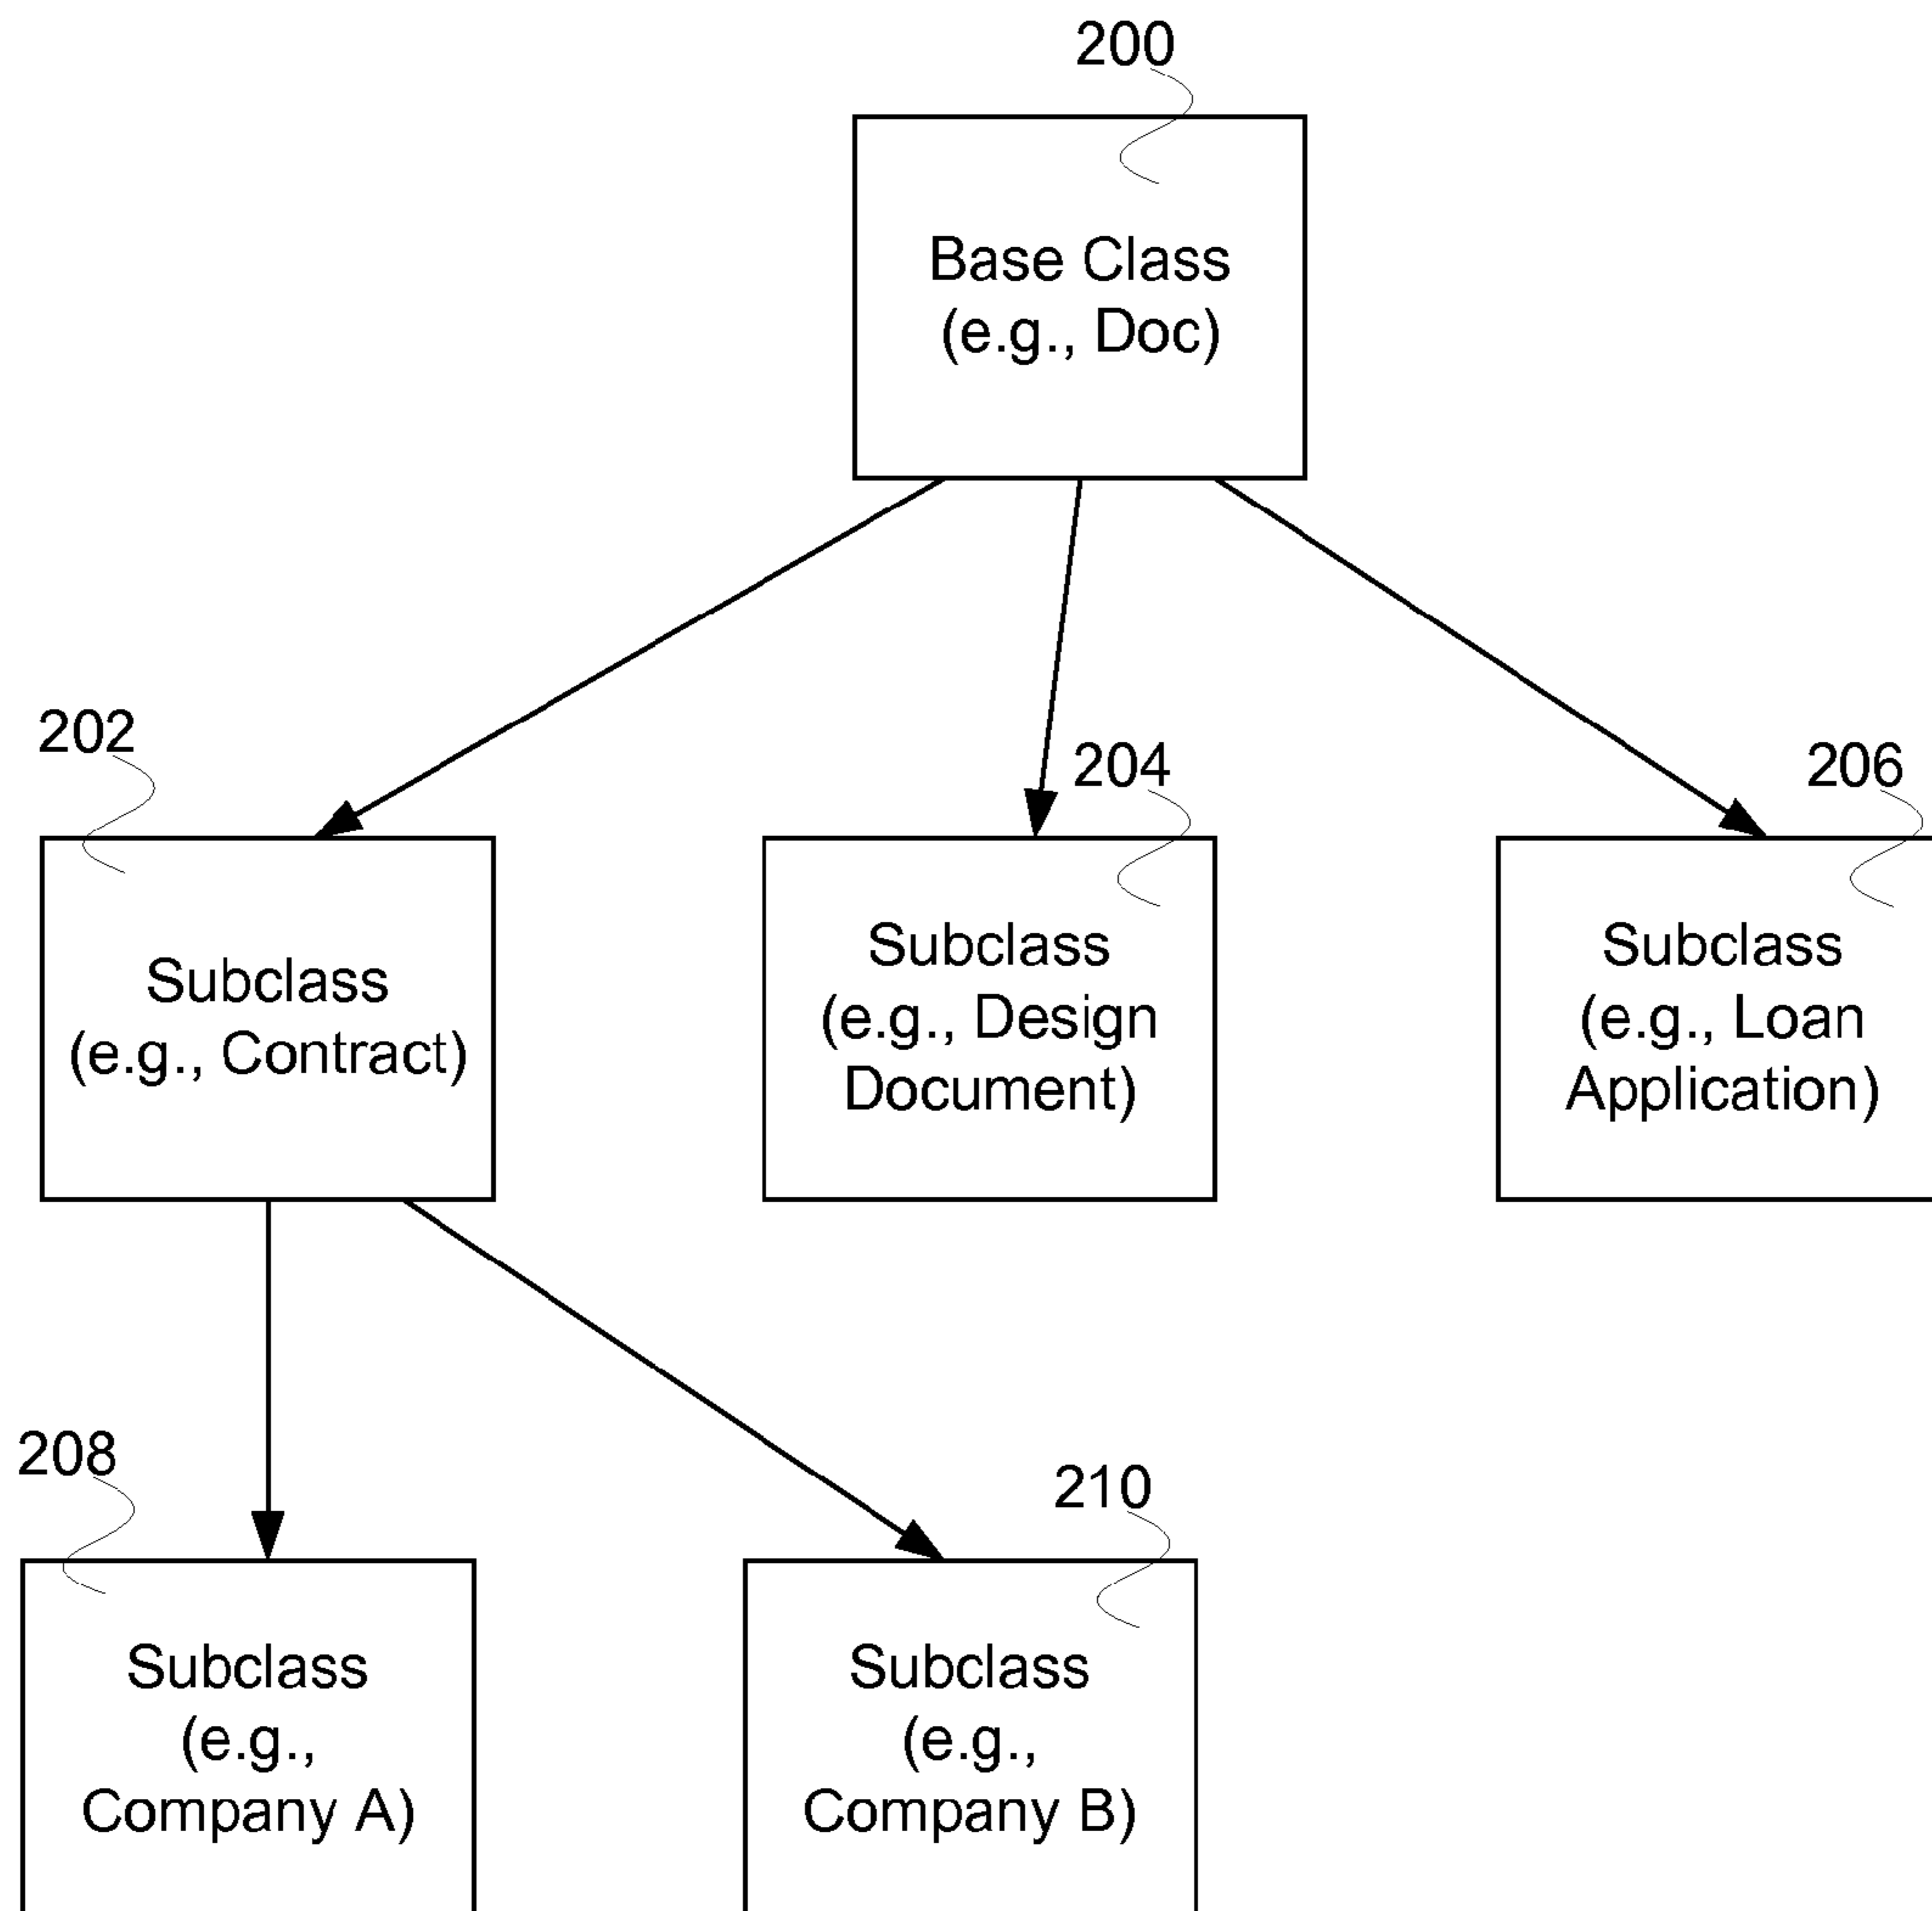 200
Base Class
(e.g., Doc)
202
204
206
Subclass
(e.g., Contract)
Subclass
(e.g., Design
Document)
Subclass
(e.g., Loan
Application)
208
210
Subclass
(e.g.,
Company A)
Subclass
(e.g.,
Company B)